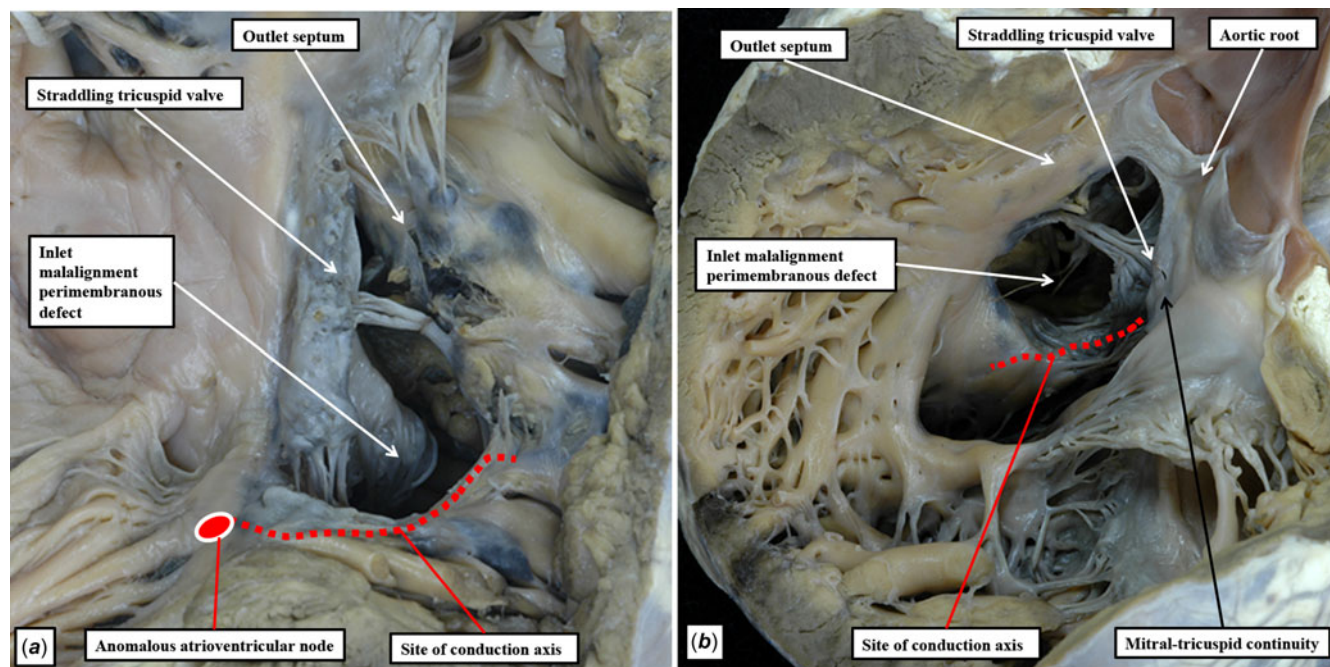 Outlet septum
Straddling tricuspid valve
Inlet
malalignment
perimembranous
defect
(a)
Anomalous atrioventricular node
Site of conduction axis
Straddling tricuspid valve
Aortic root
Outlet septum
Inlet malalignment
perimembranous defect
(b)
Site of conduction axis
Mitral-tricuspid continuity